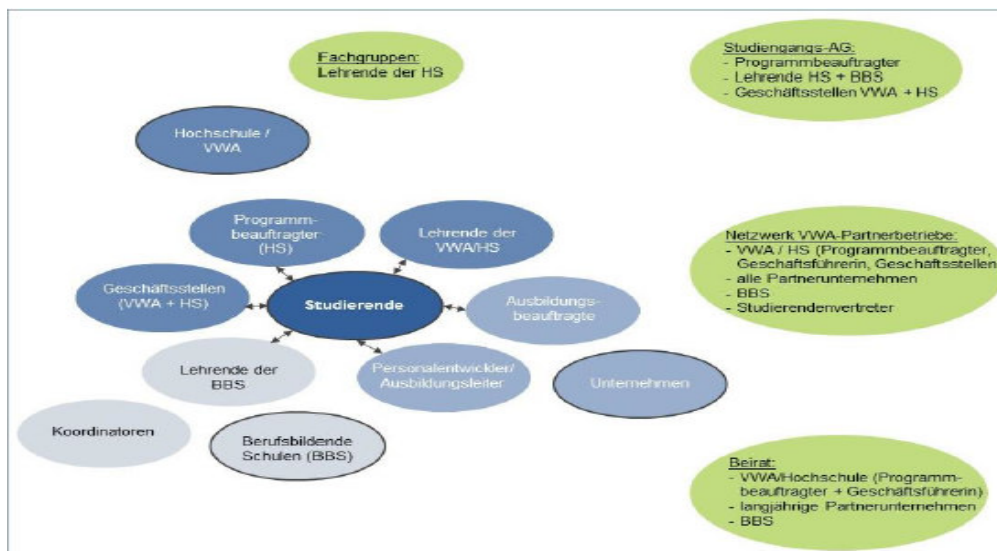 Fachgruppen:
Lehrende der HS
Studiengangs-AG:
- Programmbeauftragter
- Lehrende HS + BBS
- Geschäftsstellen VWA + HS
Hochschule /
VWA
Programm-
beauftragter
(HS)
Lehrende der
VWA/HS
Geschäftsstellen
(VWA + HS)
Studierende
Ausbildungs-
beauftragte
Netzwerk VWA-Partnerbetriebe:
- VWA / HS (Programmbeauftragter,
Geschäftsführerin, Geschäftsstellen
- alle Partnerunternehmen
- BBS
- Studierendenvertreter
Lehrende der
BBS
Personalentwickler/
Ausbildungsleiter
Unternehmen
Koordinatoren
Berufsbildende
Schulen (BBS)
Beirat:
- VWA/Hochschule (Programm-
beauftragter + Geschäftsführerin)
- langjährige Partnerunternehmen
- BBS